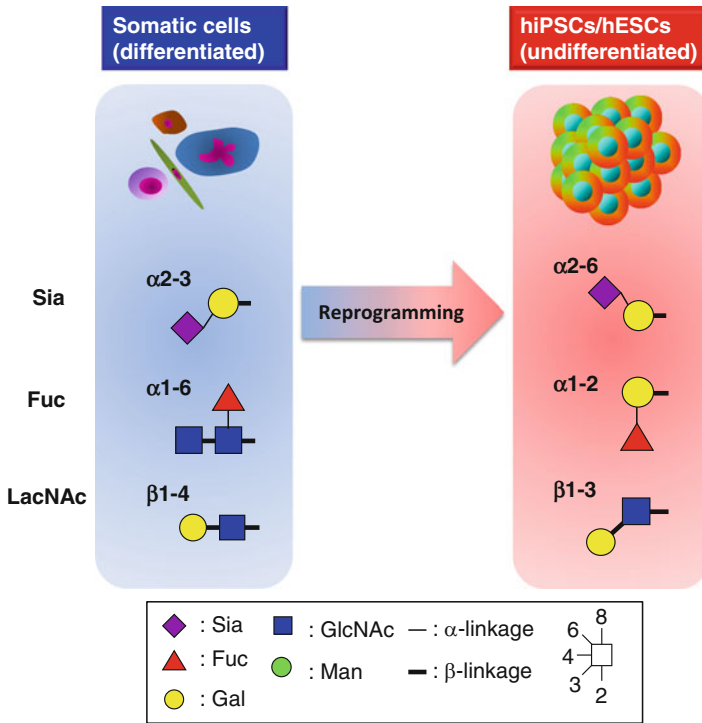 Somatic cells
(differentiated)
hiPSCs/hESCs
(undifferentiated)
Sia
α2-3
Reprogramming
α2-6
Fuc
α1-6
α1-2
LacNAc
β1-4
β1-3
: Sia
: GlcNAc
: α-linkage
: Fuc
: Man
: β-linkage
: Gal
8
6
4
3
2